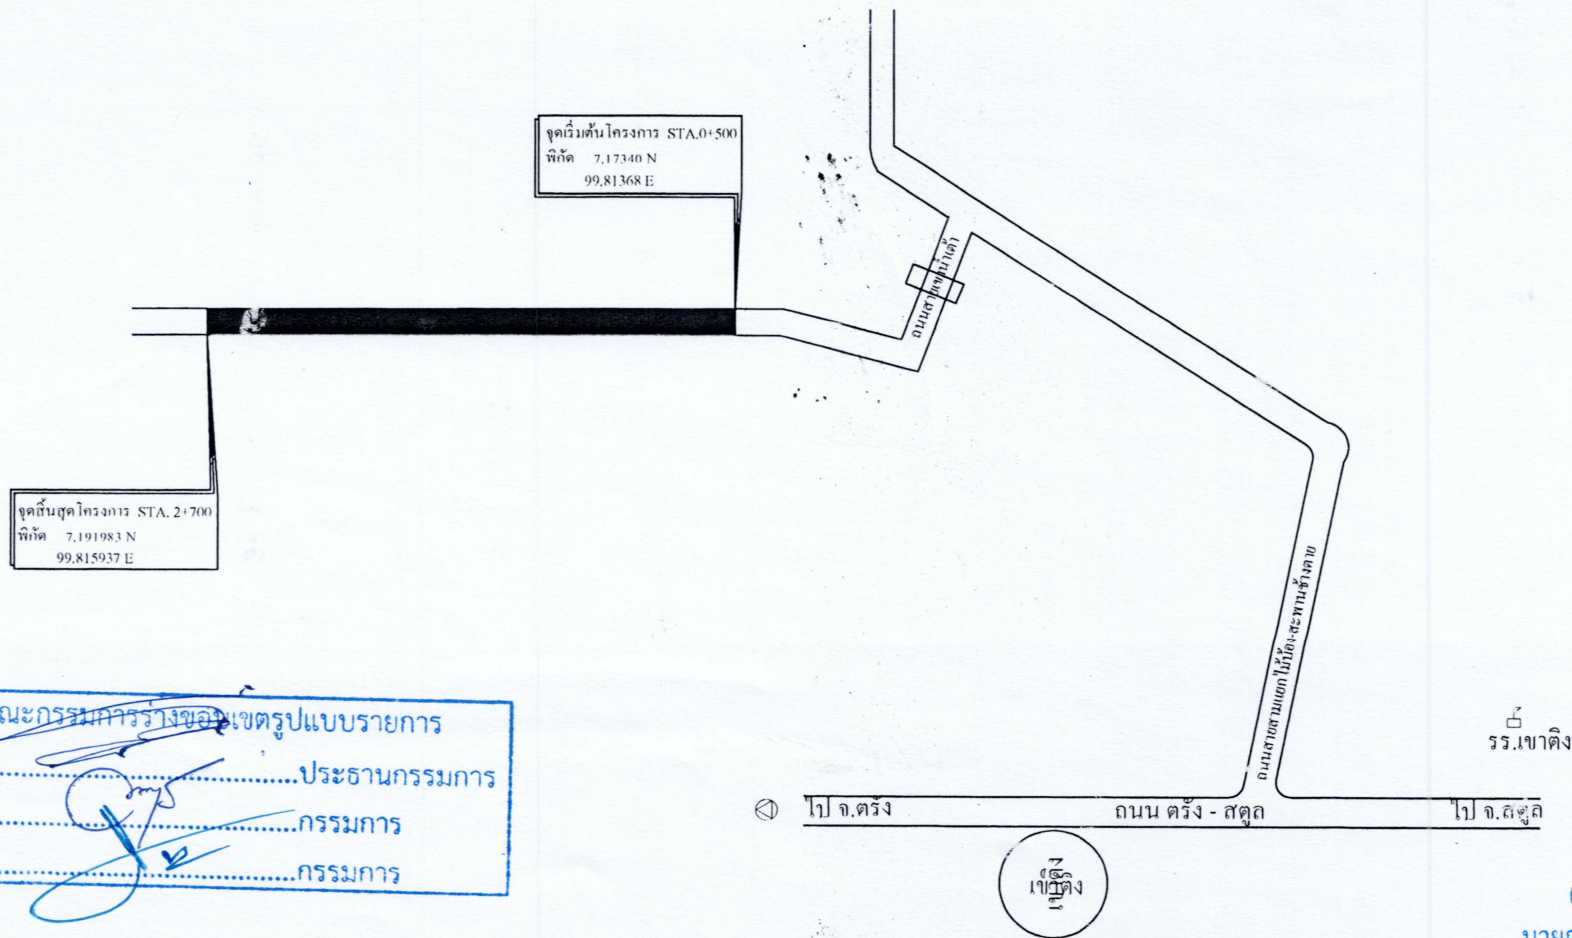 จุดเริ่มต้นโครงการ STA.0+500
พิกัด 7.17340 N
99.81368 E
ถนนสายเขาน้ำเต้า
จุดสิ้นสุดโครงการ STA. 2+700
พิกัด 7.191983 N
99.815937 E
ถนนสายสามแยกไม้บ้อง-สะพานช้างตาย
ณะกรรมการร่างขอบเขตรูปแบบรายการ
ประธานกรรมการ
กรรมการ
กรรมการ
รร.เขาติง
ไป จ.ตรัง
ถนน ตรัง - สตูล
ไป จ.สตูล
เขาติง